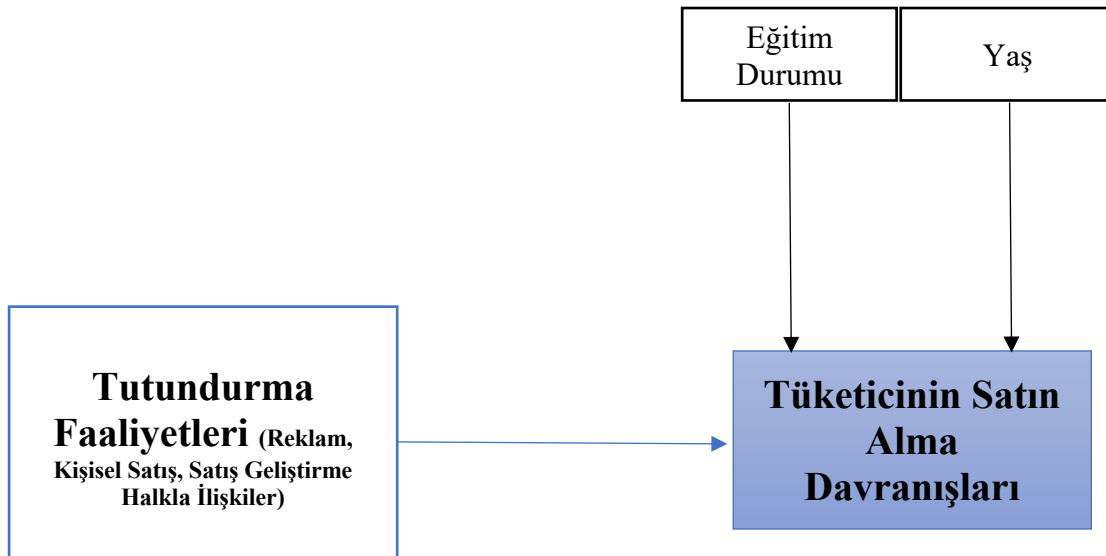 Eğitim
Durumu
Yaş
Tutundurma
Faaliyetleri (Reklam,
Kişisel Satış, Satış Geliştirme
Halkla İlişkiler)
Tüketicinin Satın
Alma
Davranışları